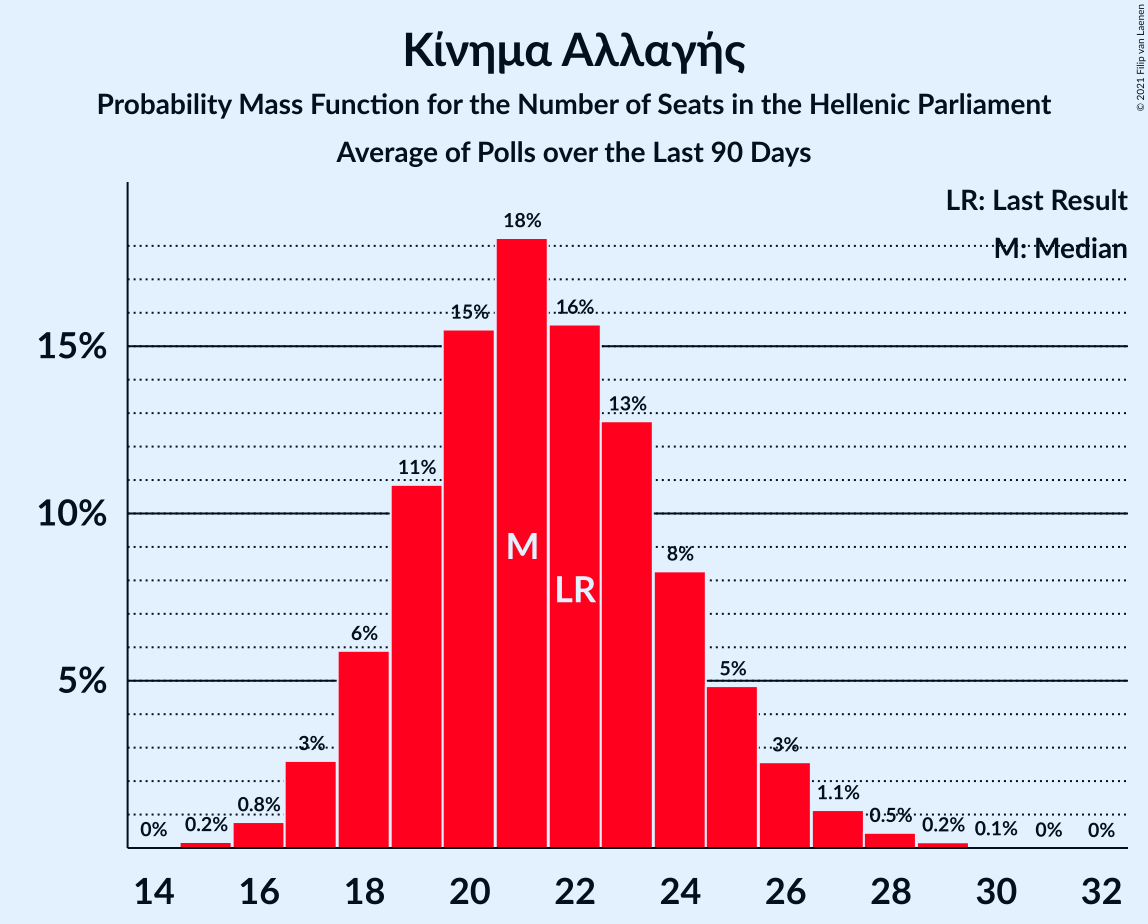 Κίνημα Αλλαγής
Probability Mass Function for the Number of Seats in the Hellenic Parliament
Average of Polls over the Last 90 Days
© 2021 Filip van Laenen
LR: Last Result
M: Median
15%
10%
5%
0%
0.2%
0.8%
3%
6%
11%
15%
18%
16%
13%
8%
5%
3%
1.1%
0.5%
0.2%
0.1%
0%
0%
M
LR
14 16 18 20 22 24 26 28 30 32